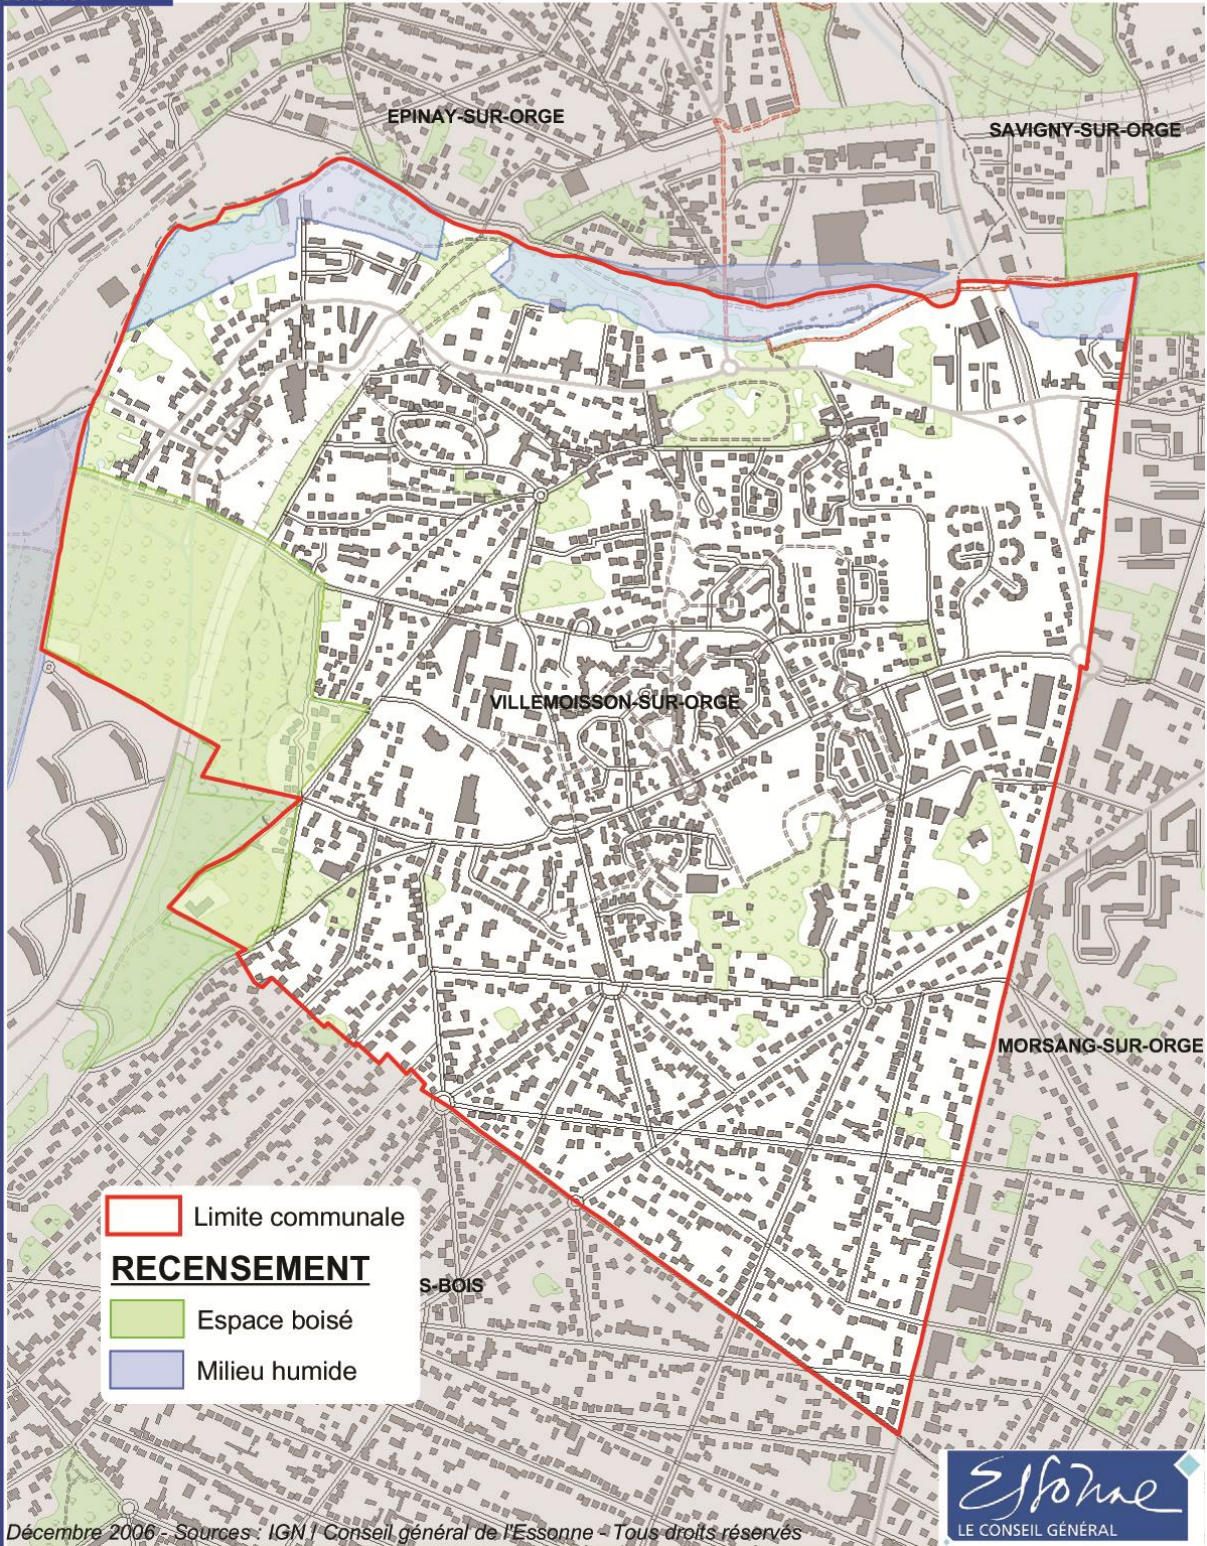 EPINAY-SUR-ORGE
SAVIGNY-SUR-ORGE
VILLEMOISSON-SUR-ORGE
MORSANG-SUR-ORGE
Limite communale
RECENSEMENT
S-BOIS
Espace boisé
Milieu humide
Essonne
LE CONSEIL GÉNÉRAL
Décembre 2006 - Sources : IGN / Conseil général de l'Essonne - Tous droits réservés